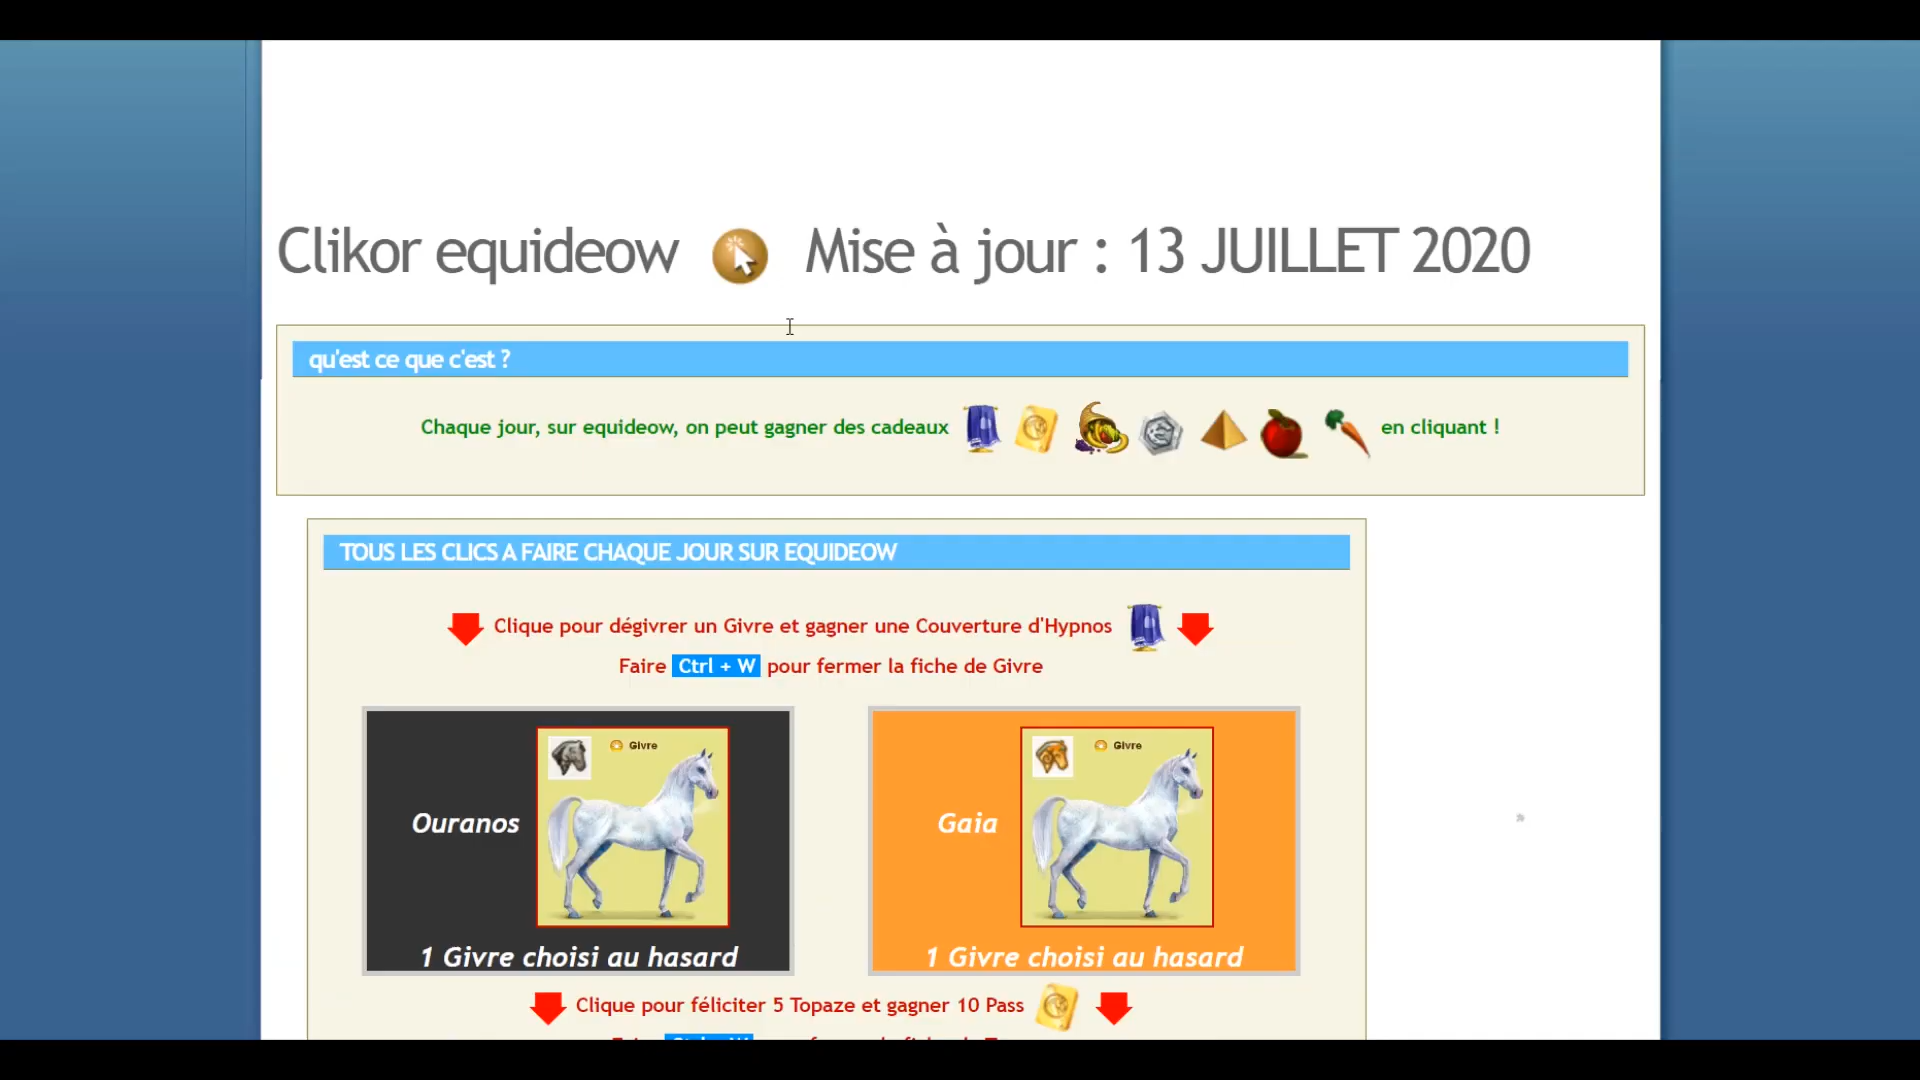 Clikor equideow Mise à jour : 13 JUILLET 2020
qu'est ce que c'est ?
Chaque jour, sur equideow, on peut gagner des cadeaux en cliquant !
TOUS LES CLICS A FAIRE CHAQUE JOUR SUR EQUIDEOW
Clique pour dégivrer un Givre et gagner une Couverture d'Hypnos
Faire Ctrl + W pour fermer la fiche de Givre
Givre
Ouranos
1 Givre choisi au hasard
Givre
Gaia
1 Givre choisi au hasard
Clique pour féliciter 5 Topaze et gagner 10 Pass